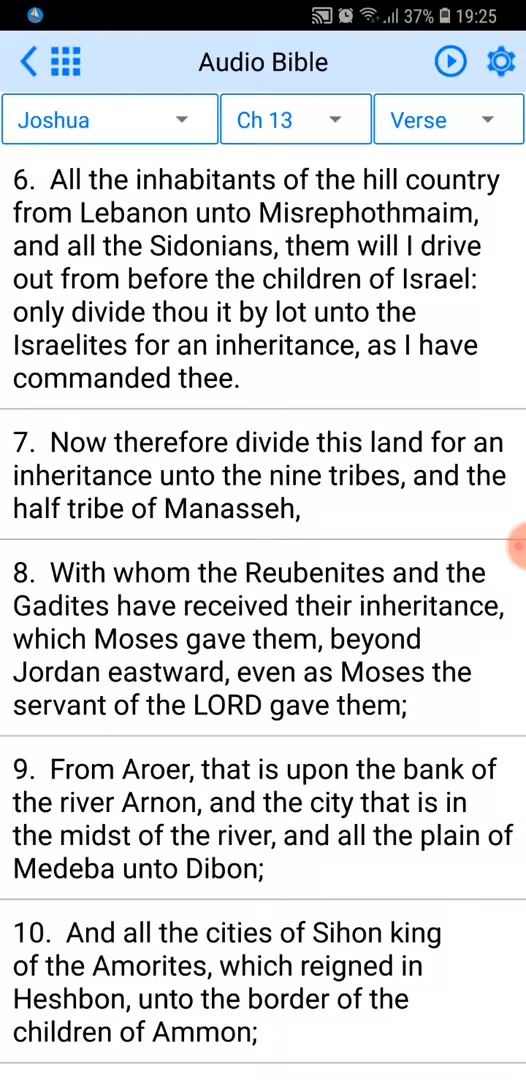 37% 19:25
Audio Bible
Joshua Ch 13 Verse
6. All the inhabitants of the hill country
from Lebanon unto Misrephothmaim,
and all the Sidonians, them will I drive
out from before the children of Israel:
only divide thou it by lot unto the
Israelites for an inheritance, as I have
commanded thee.
7. Now therefore divide this land for an
inheritance unto the nine tribes, and the
half tribe of Manasseh,
8. With whom the Reubenites and the
Gadites have received their inheritance,
which Moses gave them, beyond
Jordan eastward, even as Moses the
servant of the LORD gave them;
9. From Aroer, that is upon the bank of
the river Arnon, and the city that is in
the midst of the river, and all the plain of
Medeba unto Dibon;
10. And all the cities of Sihon king
of the Amorites, which reigned in
Heshbon, unto the border of the
children of Ammon;